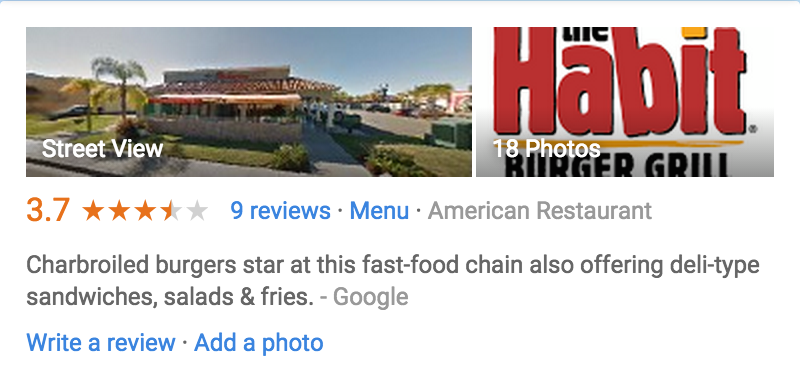 the
Habit
BURGER GRILL
Street View
18 Photos
3.7 9 reviews · Menu · American Restaurant
Charbroiled burgers star at this fast-food chain also offering deli-type
sandwiches, salads & fries. - Google
Write a review · Add a photo